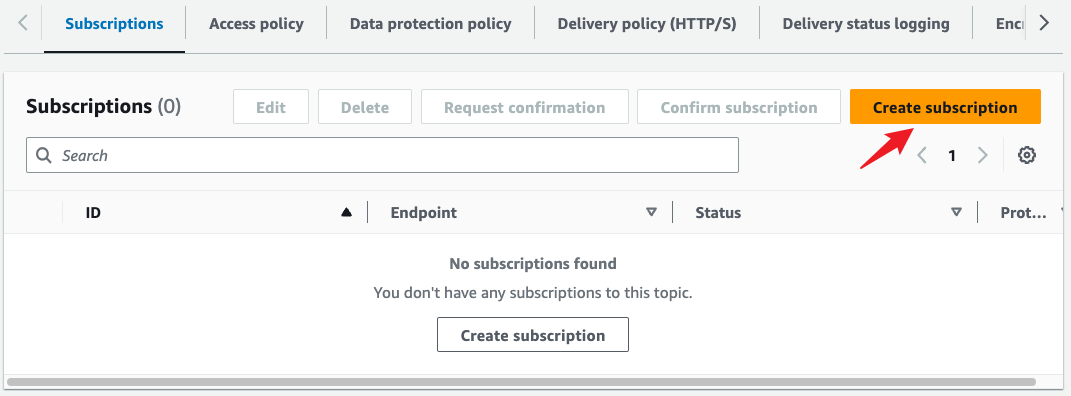 Subscriptions Access policy Data protection policy Delivery policy (HTTP/S) Delivery status logging Enc
Subscriptions (0) Edit Delete Request confirmation Confirm subscription Create subscription
Search 1
ID Endpoint Status Prot...
No subscriptions found
You don't have any subscriptions to this topic.
Create subscription